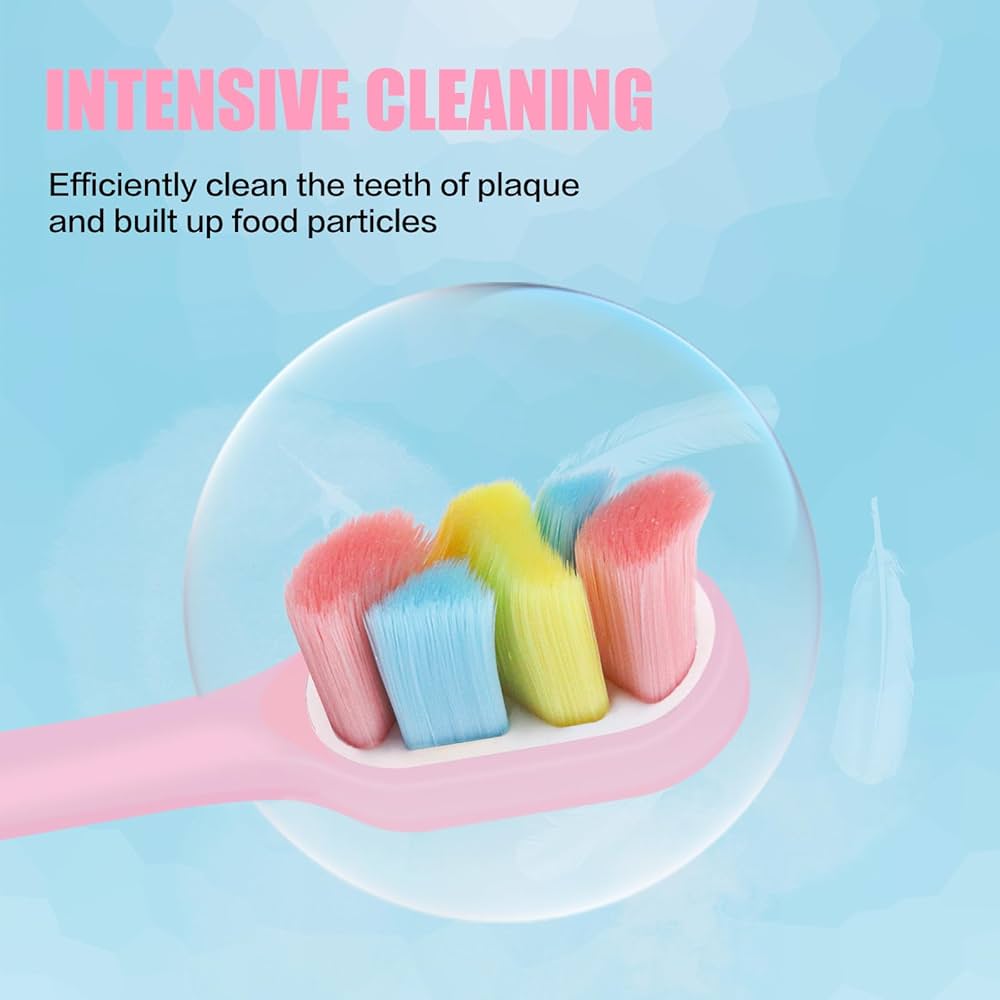 INTENSIVE CLEANING
Efficiently clean the teeth of plaque
and built up food particles